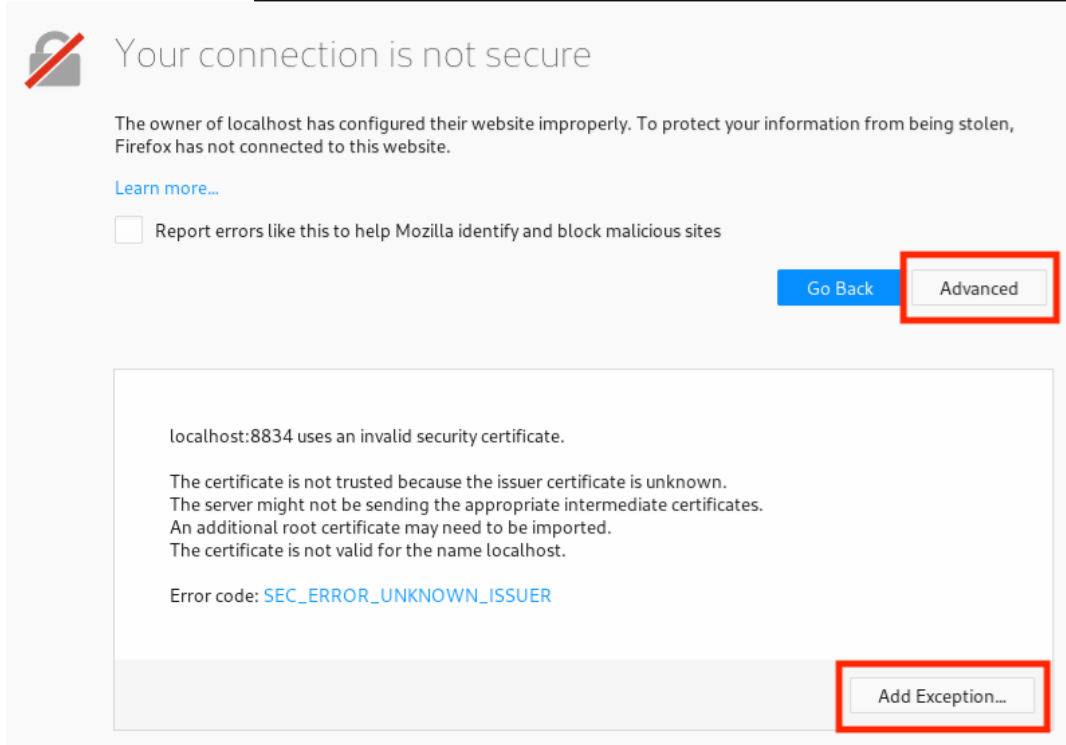 Your connection is not secure
The owner of localhost has configured their website improperly. To protect your information from being stolen,
Firefox has not connected to this website.
Learn more...
Report errors like this to help Mozilla identify and block malicious sites
Go Back
Advanced
localhost:8834 uses an invalid security certificate.
The certificate is not trusted because the issuer certificate is unknown.
The server might not be sending the appropriate intermediate certificates.
An additional root certificate may need to be imported.
The certificate is not valid for the name localhost.
Error code: SEC_ERROR_UNKNOWN_ISSUER
Add Exception...